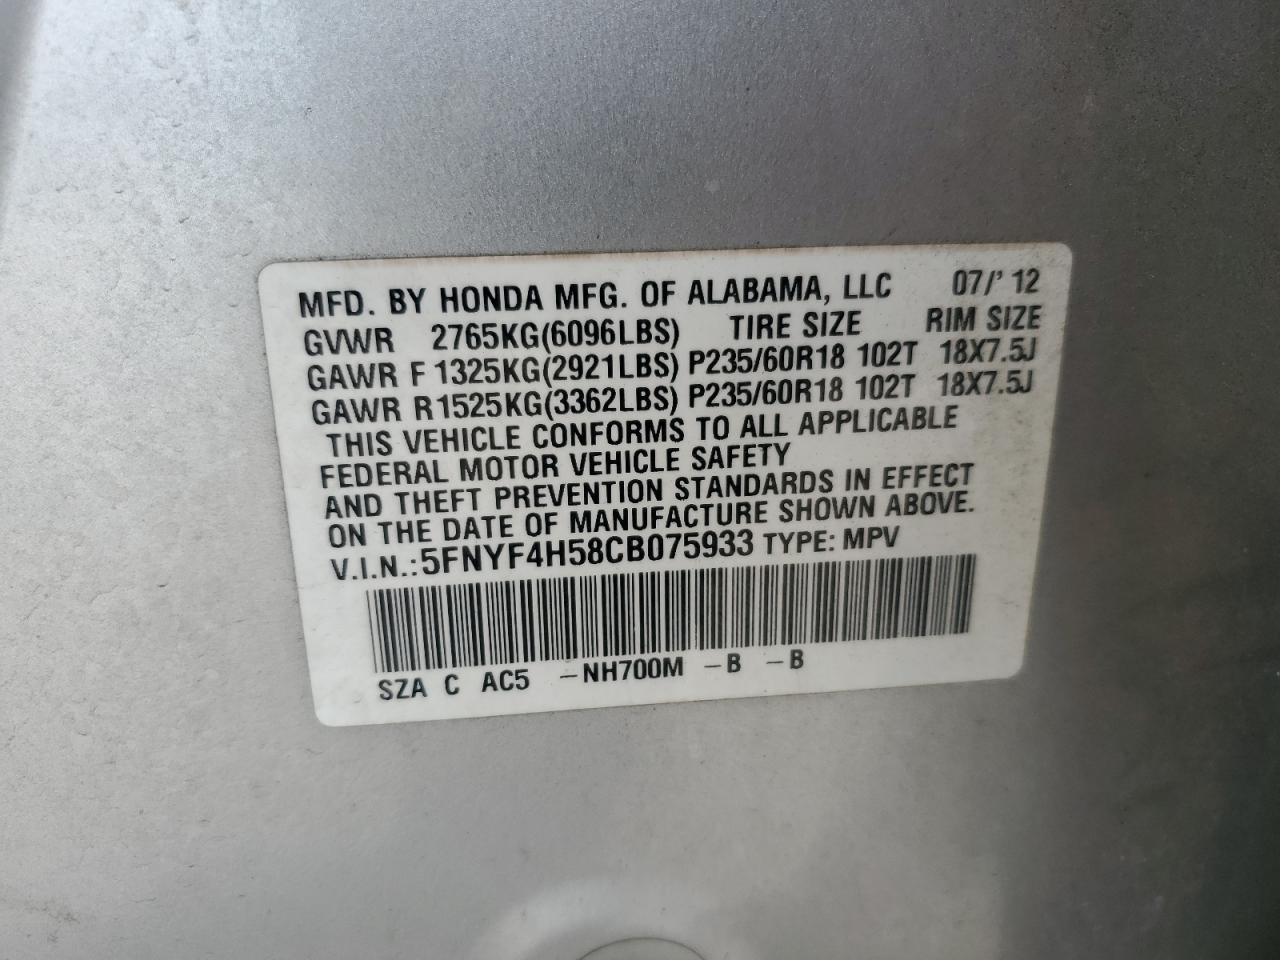 MFD. BY HONDA MFG. OF ALABAMA, LLC 07/' 12
GVWR 2765KG(6096LBS) TIRE SIZE RIM SIZE
GAWR F 1325KG(2921LBS) P235/60R18 102T 18X7.5J
GAWR R1525KG(3362LBS) P235/60R18 102T 18X7.5J
THIS VEHICLE CONFORMS TO ALL APPLICABLE
FEDERAL MOTOR VEHICLE SAFETY
AND THEFT PREVENTION STANDARDS IN EFFECT
ON THE DATE OF MANUFACTURE SHOWN ABOVE.
V.I.N.:5FNYF4H58CB075933 TYPE: MPV
SZA C AC5 -NH700M -B -B